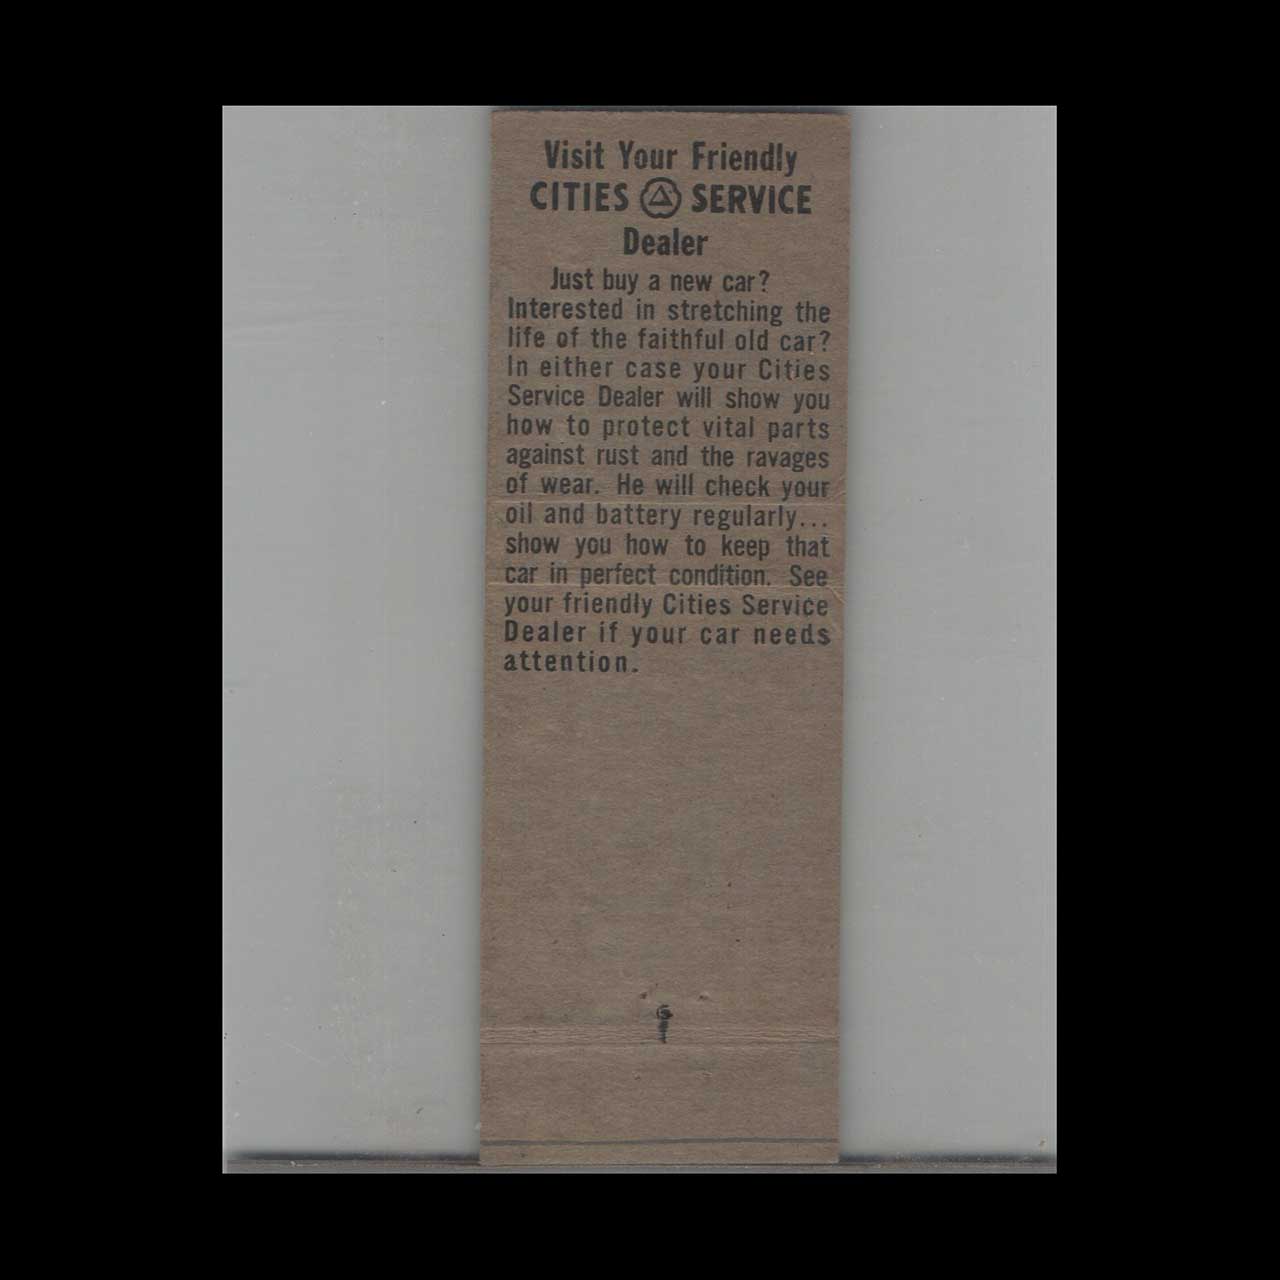 Visit Your Friendly
CITIES SERVICE
Dealer
Just buy a new car?
Interested in stretching the
life of the faithful old car?
In either case your Cities
Service Dealer will show you
how to protect vital parts
against rust and the ravages
of wear. He will check your
oil and battery regularly...
show you how to keep that
car in perfect condition. See
your friendly Cities Service
Dealer if your car needs
attention.